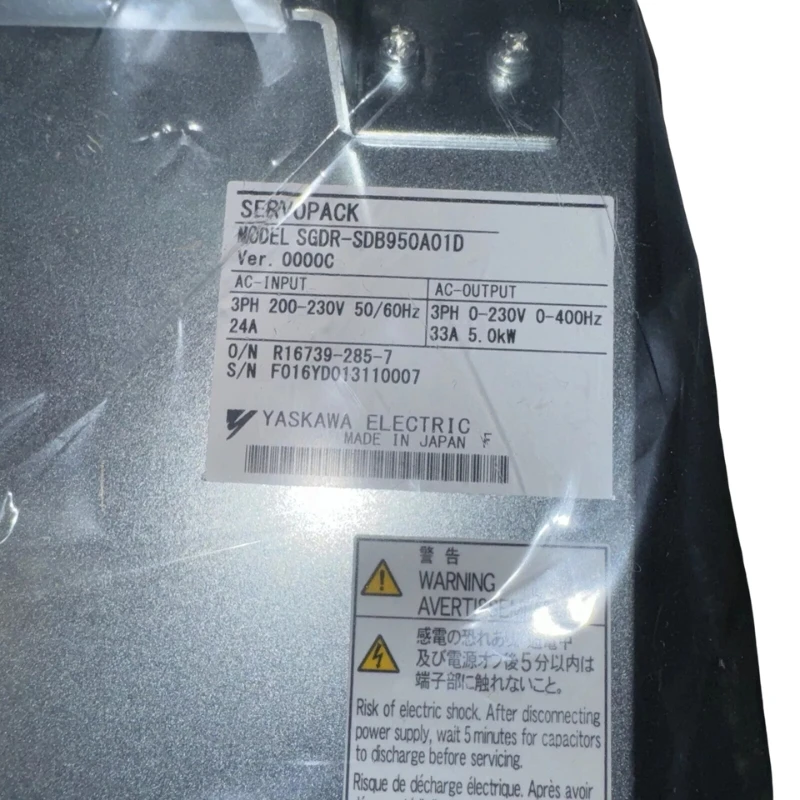 SERVOPACK
MODEL SGDR-SDB950A01D
Ver. 0000C
AC-INPUT
AC-OUTPUT
3PH 200-230V 50/60Hz
24A
3PH 0-230V 0-400Hz
33A 5.0kW
O/N R16739-285-7
S/N F016YD013110007
YASKAWA ELECTRIC
MADE IN JAPAN F
警告
WARNING
感電の恐れあり
及び電源オフ後5分以内は
端子部に触れないこと。
Risk of electric shock. After disconnecting
power supply, wait 5 minutes for capacitors
to discharge before servicing.
Risque de décharge électrique. Après avoir